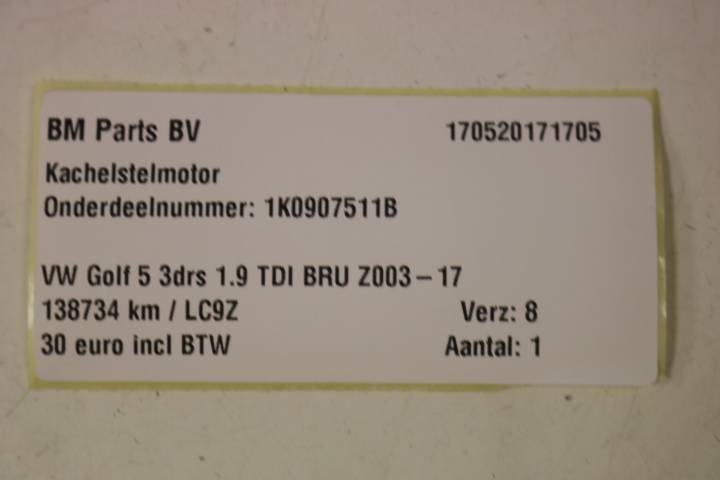 BM Parts BV 170520171705
Kachelstelmotor
Onderdeelnummer: 1K0907511B
VW Golf 5 3drs 1.9 TDI BRU Z003-17
138734 km / LC9Z Verz: 8
30 euro incl BTW Aantal: 1